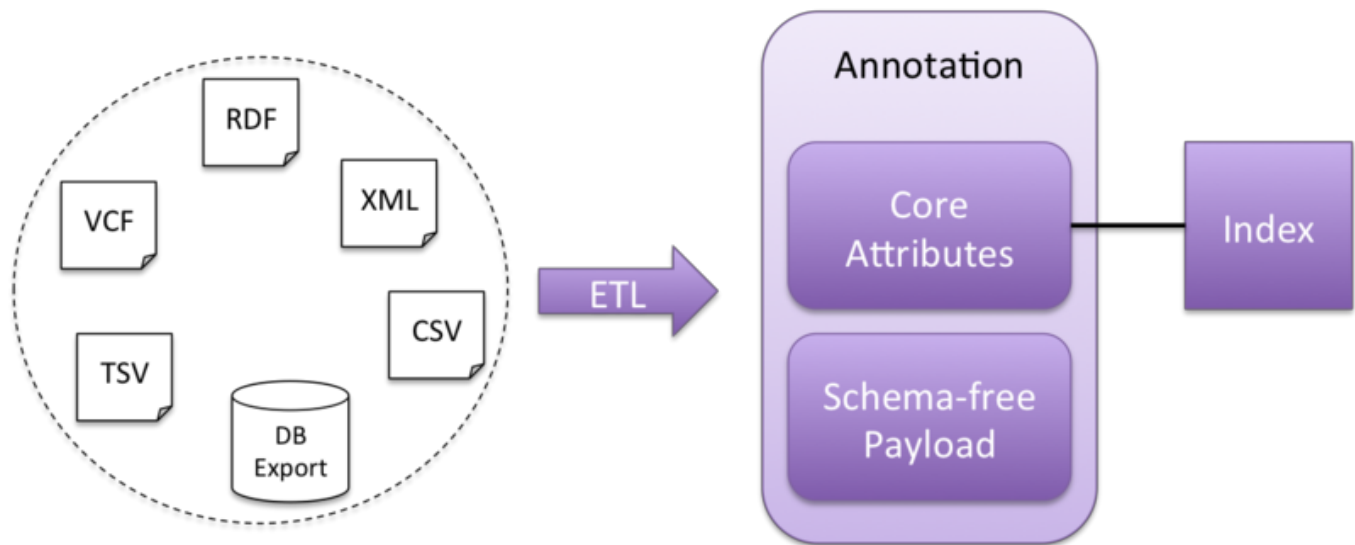 RDF
XML
VCF
CSV
TSV
DB
Export
ETL
Annotation
Core
Attributes
Schema-free
Payload
Index